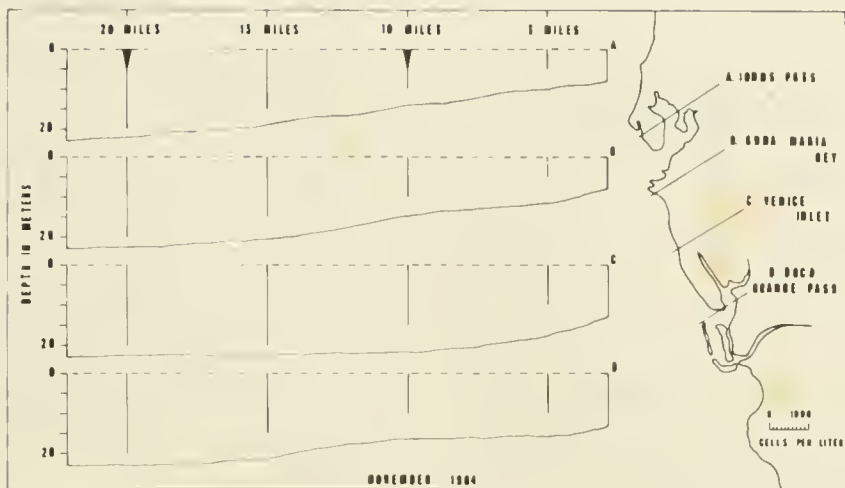 20 MILES 15 MILES 10 MILES 5 MILES
0
20
A
0
20
B
0
20
C
0
20
D
DEPTH IN METERS
NOVEMBER 1964
A.
PASS
B. ANNA MARIA
KEY
C. VENICE
INLET
D. BOCA
GRANDE PASS
0 1000
CELLS PER LITER